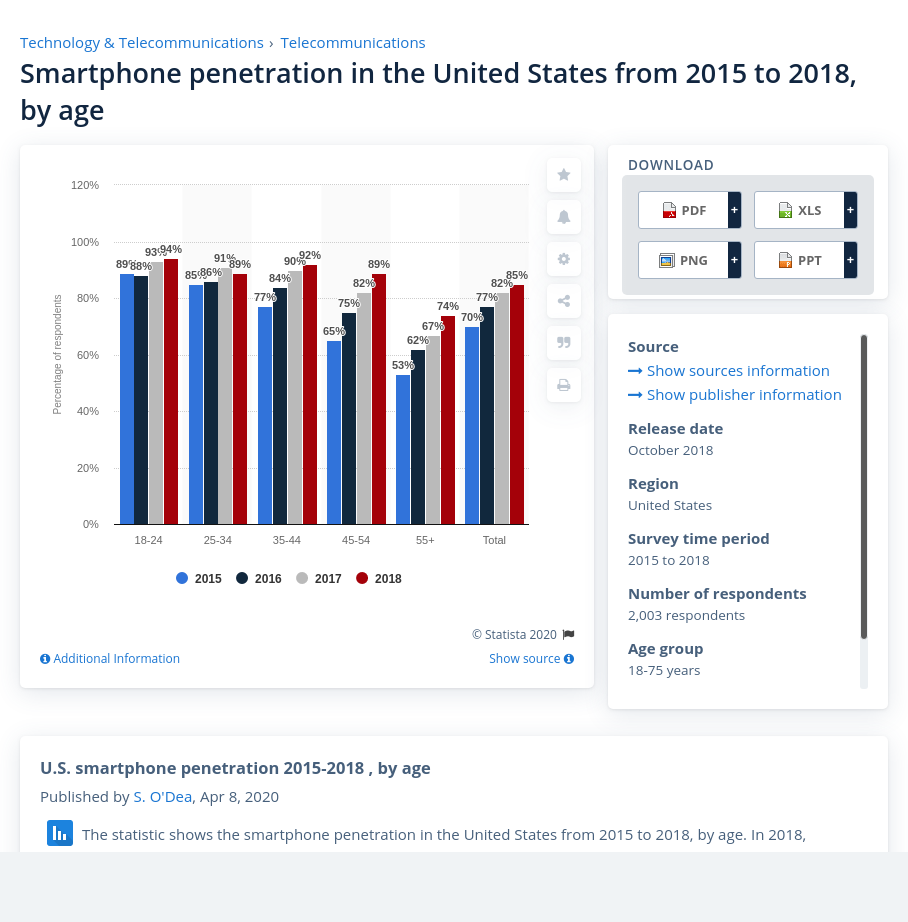 Technology & Telecommunications › Telecommunications
Smartphone penetration in the United States from 2015 to 2018,
by age
DOWNLOAD
PDF +
XLS +
PNG +
PPT +
Percentage of respondents
120%
100%
80%
60%
40%
20%
0%
89% 88% 93% 94%
85% 86% 91% 89%
77% 84% 90% 92%
65% 75% 82% 89%
53% 62% 67% 74%
70% 77% 82% 85%
18-24 25-34 35-44 45-54 55+ Total
2015 2016 2017 2018
© Statista 2020
Additional Information
Show source
Source
Show sources information
Show publisher information
Release date
October 2018
Region
United States
Survey time period
2015 to 2018
Number of respondents
2,003 respondents
Age group
18-75 years
U.S. smartphone penetration 2015-2018 , by age
Published by S. O'Dea, Apr 8, 2020
The statistic shows the smartphone penetration in the United States from 2015 to 2018, by age. In 2018,